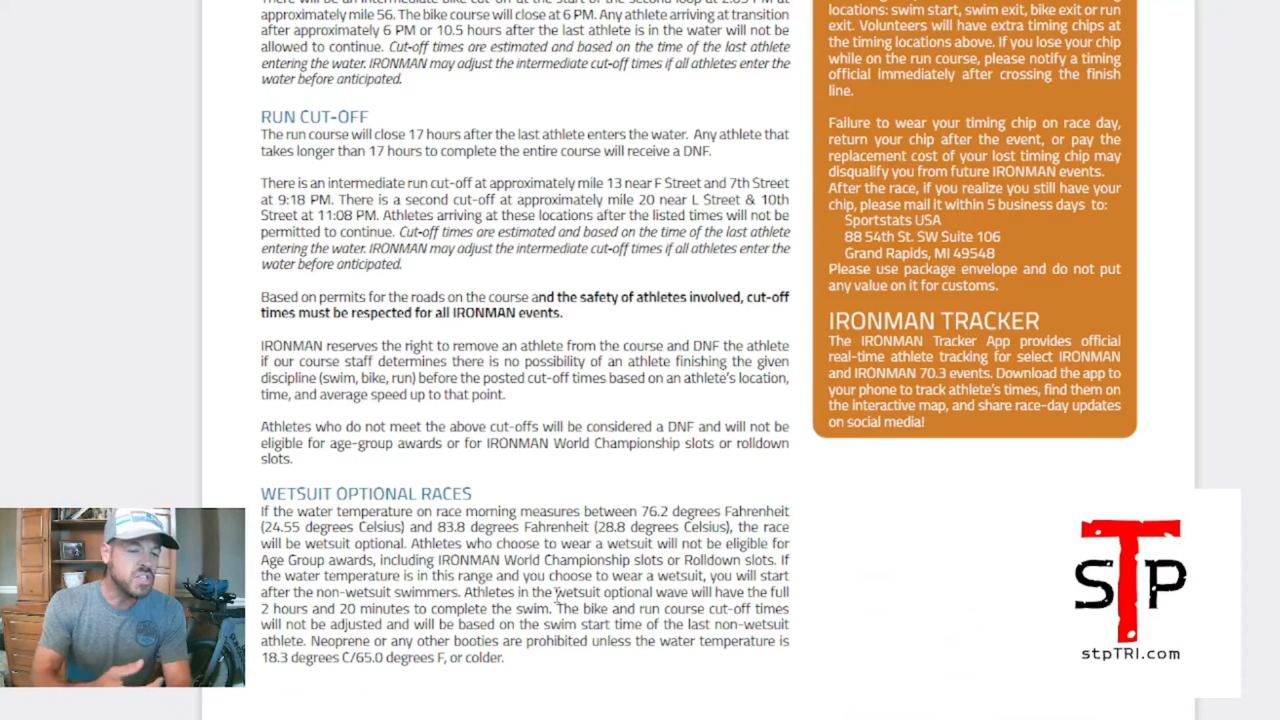 There will be an intermediate bike cut-off at the start of the second loop at 2:05 PM at
approximately mile 56. The bike course will close at 6 PM. Any athlete arriving at transition
after approximately 6 PM or 10.5 hours after the last athlete is in the water will not be
allowed to continue. Cut-off times are estimated and based on the time of the last athlete
entering the water. IRONMAN may adjust the intermediate cut-off times if all athletes enter the
water before anticipated.
RUN CUT-OFF
The run course will close 17 hours after the last athlete enters the water. Any athlete that
takes longer than 17 hours to complete the entire course will receive a DNF.
There is an intermediate run cut-off at approximately mile 13 near F Street and 7th Street
at 9:18 PM. There is a second cut-off at approximately mile 20 near L Street & 10th
Street at 11:08 PM. Athletes arriving at these locations after the listed times will not be
permitted to continue. Cut-off times are estimated and based on the time of the last athlete
entering the water. IRONMAN may adjust the intermediate cut-off times if all athletes enter the
water before anticipated.
Based on permits for the roads on the course and the safety of athletes involved, cut-off
times must be respected for all IRONMAN events.
IRONMAN reserves the right to remove an athlete from the course and DNF the athlete
if our course staff determines there is no possibility of an athlete finishing the given
discipline (swim, bike, run) before the posted cut-off times based on an athlete's location,
time, and average speed up to that point.
Athletes who do not meet the above cut-offs will be considered a DNF and will not be
eligible for age-group awards or for IRONMAN World Championship slots or rolldown
slots.
WETSUIT OPTIONAL RACES
If the water temperature on race morning measures between 76.2 degrees Fahrenheit
(24.55 degrees Celsius) and 83.8 degrees Fahrenheit (28.8 degrees Celsius), the race
will be wetsuit optional. Athletes who choose to wear a wetsuit will not be eligible for
Age Group awards, including IRONMAN World Championship slots or Rolldown slots. If
the water temperature is in this range and you choose to wear a wetsuit, you will start
after the non-wetsuit swimmers. Athletes in the wetsuit optional wave will have the full
2 hours and 20 minutes to complete the swim. The bike and run course cut-off times
will not be adjusted and will be based on the swim start time of the last non-wetsuit
athlete. Neoprene or any other booties are prohibited unless the water temperature is
18.3 degrees C/65.0 degrees F, or colder.
locations: swim start, swim exit, bike exit or run
exit. Volunteers will have extra timing chips at
the timing locations above. If you lose your chip
while on the run course, please notify a timing
official immediately after crossing the finish
line.
Failure to wear your timing chip on race day,
return your chip after the event, or pay the
replacement cost of your lost timing chip may
disqualify you from future IRONMAN events.
After the race, if you realize you still have your
chip, please mail it within 5 business days to:
Sportstats USA
88 54th St. SW Suite 106
Grand Rapids, MI 49548
Please use package envelope and do not put
any value on it for customs.
IRONMAN TRACKER
The IRONMAN Tracker App provides official
real-time athlete tracking for select IRONMAN
and IRONMAN 70.3 events. Download the app to
your phone to track athlete's times, find them on
the interactive map, and share race-day updates
on social media!
STP
stpTRI.com